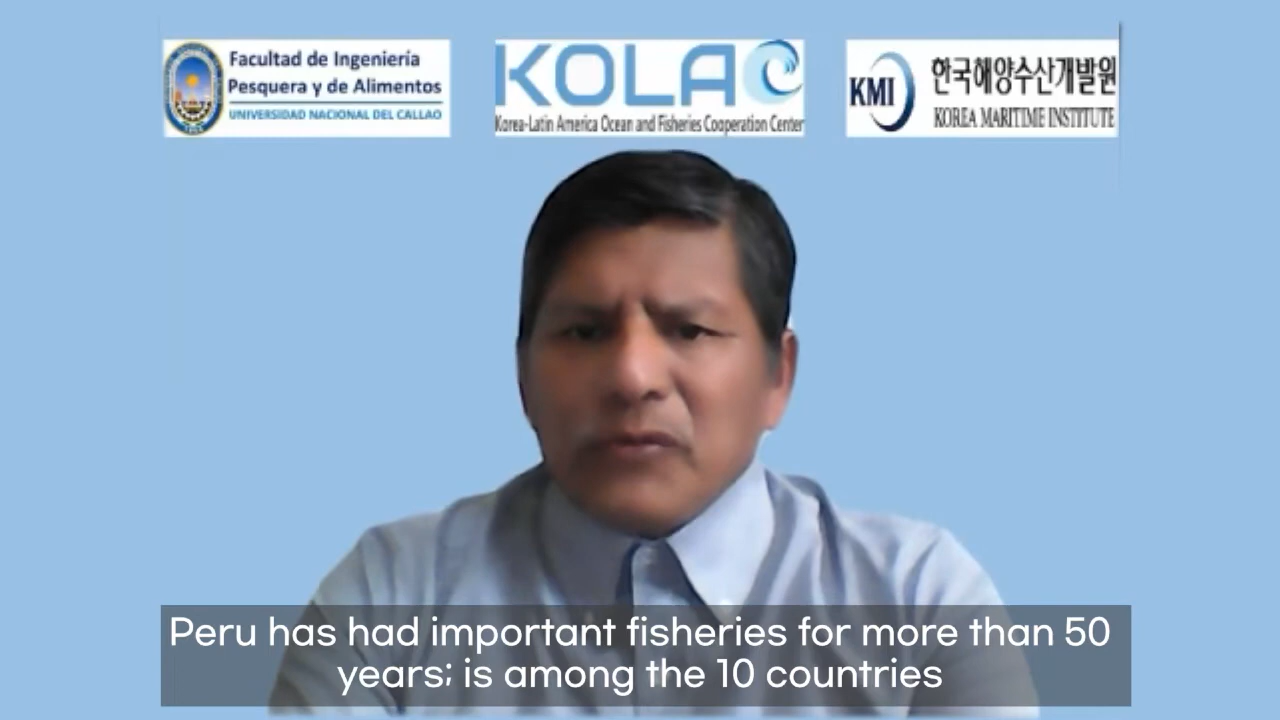 Facultad de Ingeniería
Pesquera y de Alimentos
UNIVERSIDAD NACIONAL DEL CALLAO
KOLAC
Korea-Latin America Ocean and Fisheries Cooperation Center
KMI
한국해양수산개발원
KOREA MARITIME INSTITUTE
Peru has had important fisheries for more than 50
years; is among the 10 countries